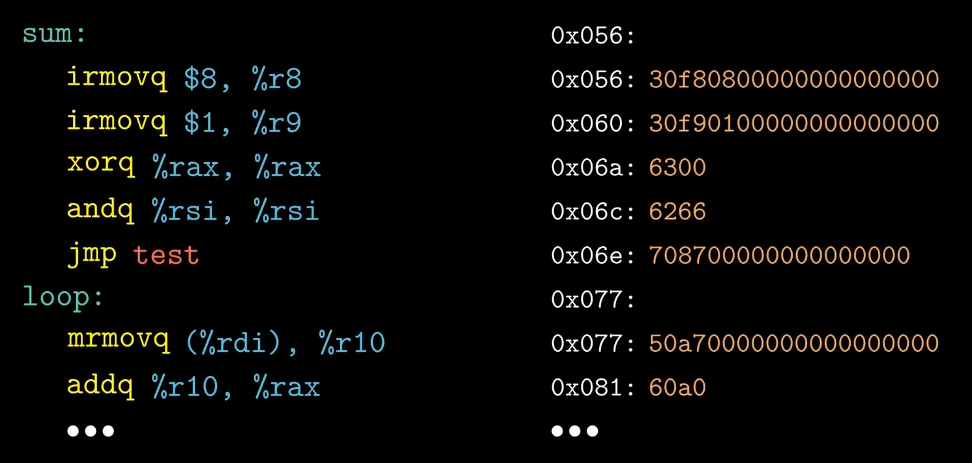 sum: 0x056:
irmovq $8, %r8 0x056: 30f80800000000000000
irmovq $1, %r9 0x060: 30f90100000000000000
xorq %rax, %rax 0x06a: 6300
andq %rsi, %rsi 0x06c: 6266
jmp test 0x06e: 708700000000000000
loop: 0x077:
mrmovq (%rdi), %r10 0x077: 50a70000000000000000
addq %r10, %rax 0x081: 60a0
••• •••